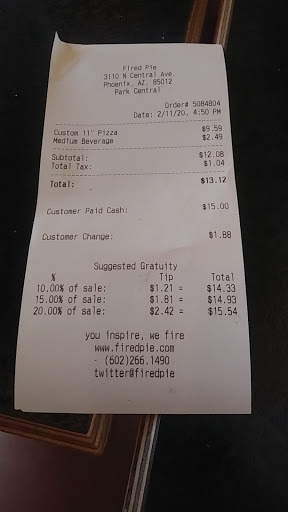 Fired Pie
3110 N Central Ave.
Phoenix, AZ. 85012
Park Central
Order# 5084804
Date: 2/11/20, 4:50 PM
Custom 11" Pizza $9.59
Medium Beverage $2.49
Subtotal: $12.08
Total Tax: $1.04
Total: $13.12
Customer Paid Cash: $15.00
Customer Change: $1.88
Suggested Gratuity
% Tip Total
10.00% of sale: $1.21 = $14.33
15.00% of sale: $1.81 = $14.93
20.00% of sale: $2.42 = $15.54
you inspire, we fire
www.firedpie.com
- (602)266.1490
twitter@firedpie